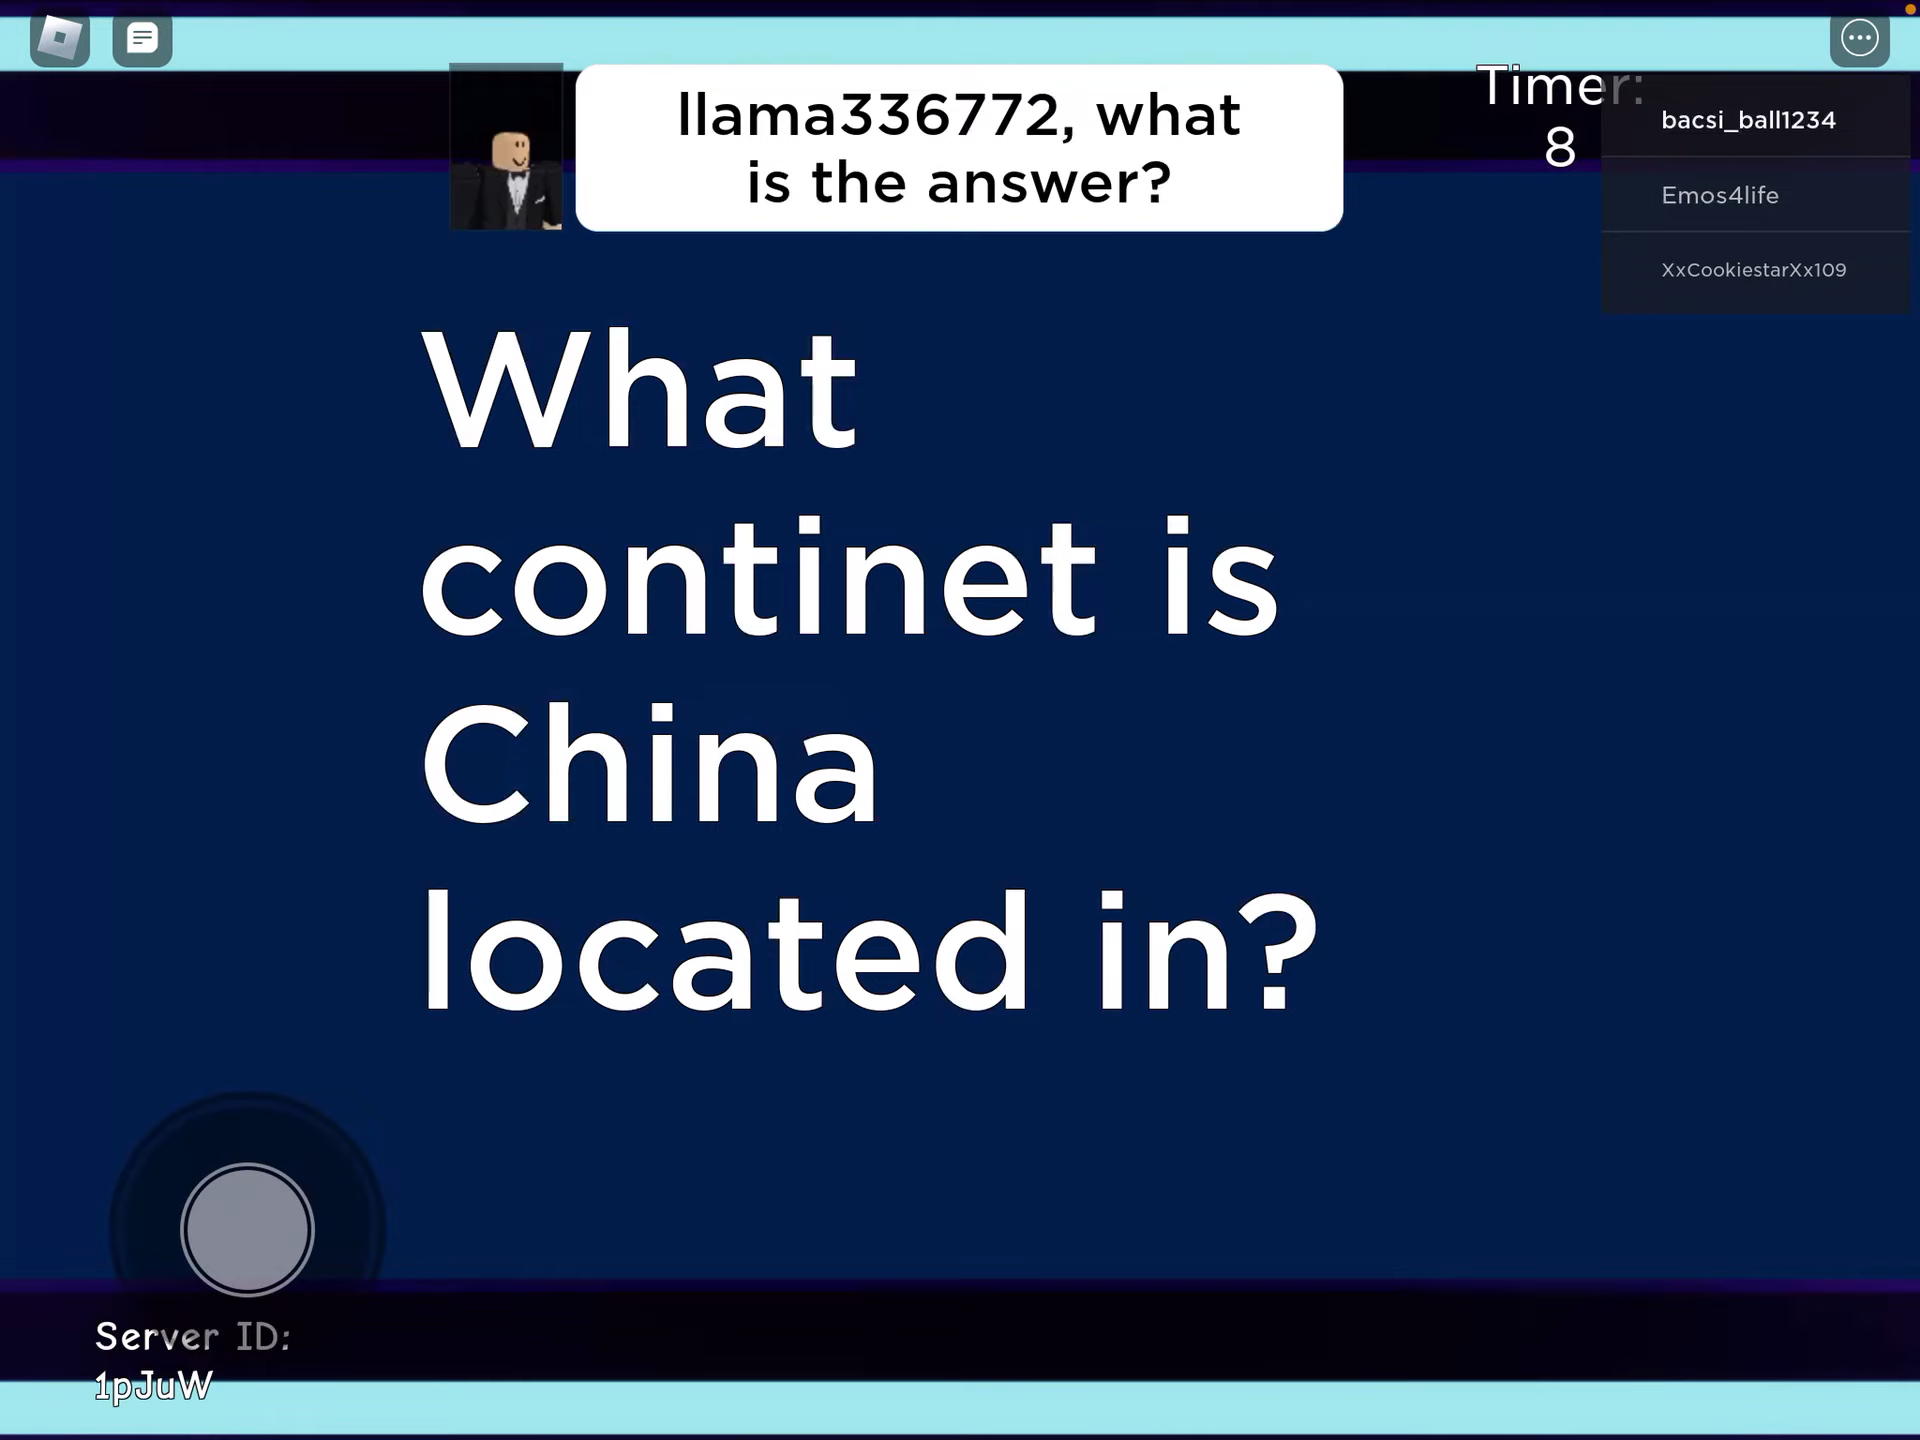 llama336772, what
is the answer?
Timer:
8
bacsi_ball1234
Emos4life
XxCookiestarXx109
What
continet is
China
located in?
Server ID:
1pJuW